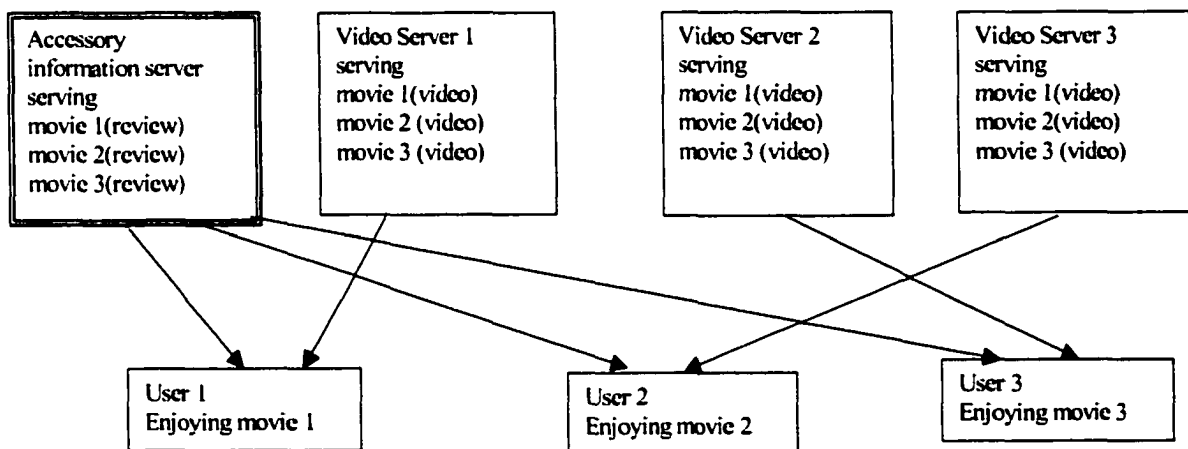 Accessory
information server
serving
movie 1(review)
movie 2(review)
movie 3(review)
Video Server 1
serving
movie 1(video)
movie 2 (video)
movie 3 (video)
Video Server 2
serving
movie 1(video)
movie 2(video)
movie 3 (video)
Video Server 3
serving
movie 1(video)
movie 2(video)
movie 3 (video)
User 1
Enjoying movie 1
User 2
Enjoying movie 2
User 3
Enjoying movie 3